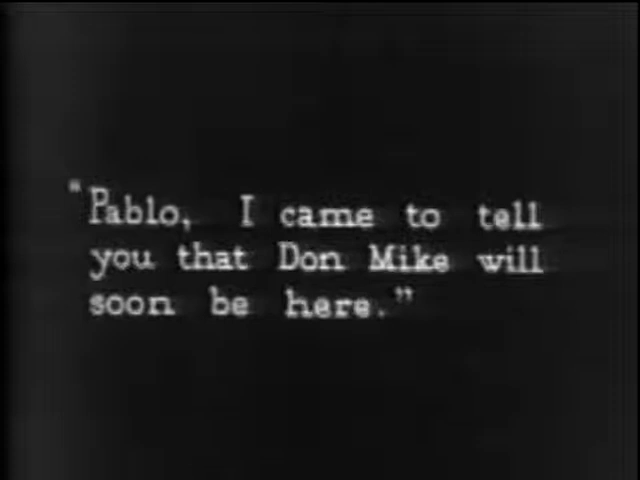 "Pablo, I came to tell
you that Don Mike will
soon be here."